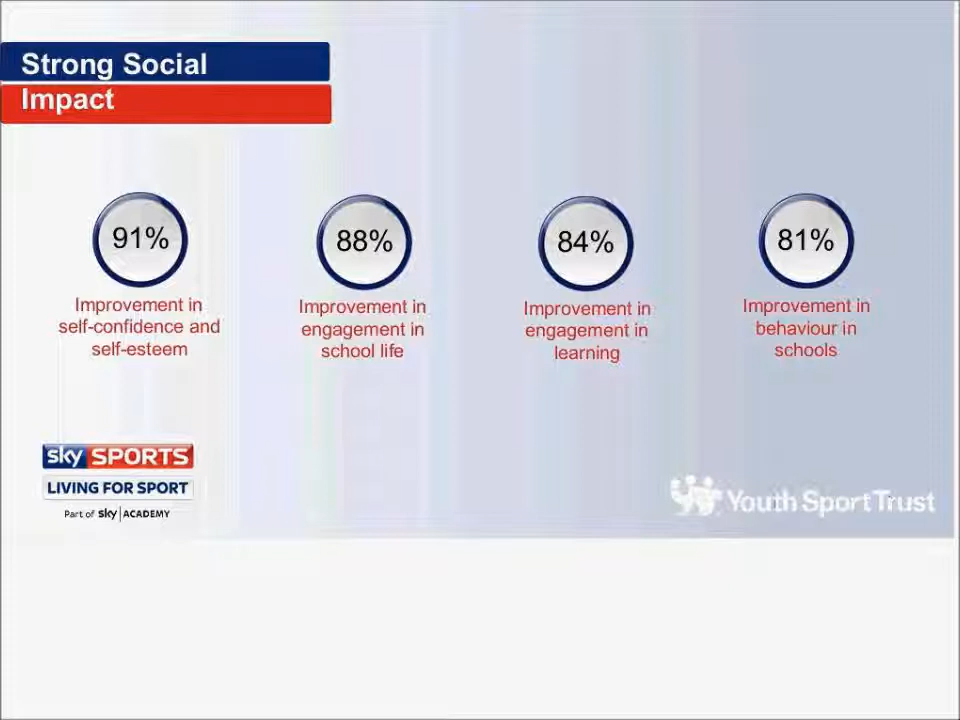 Strong Social
Impact
91%
Improvement in
self-confidence and
self-esteem
88%
Improvement in
engagement in
school life
84%
Improvement in
engagement in
learning
81%
Improvement in
behaviour in
schools
sky SPORTS
LIVING FOR SPORT
Part of sky | ACADEMY
Youth Sport Trust